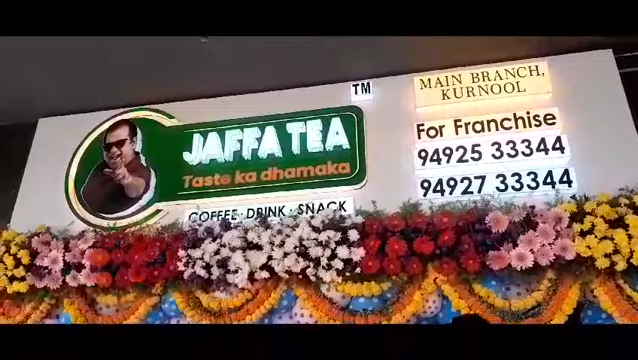 JAFFA TEA
Taste ka dhamaka
COFFEE · DRINK · SNACK
TM
MAIN BRANCH,
KURNOOL
For Franchise
94925 33344
94927 33344